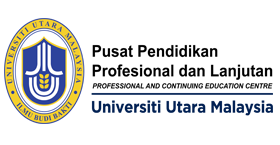 UNIVERSITI UTARA MALAYSIA
ILMU BUDI BAKTI
Pusat Pendidikan
Profesional dan Lanjutan
PROFESSIONAL AND CONTINUING EDUCATION CENTRE
Universiti Utara Malaysia